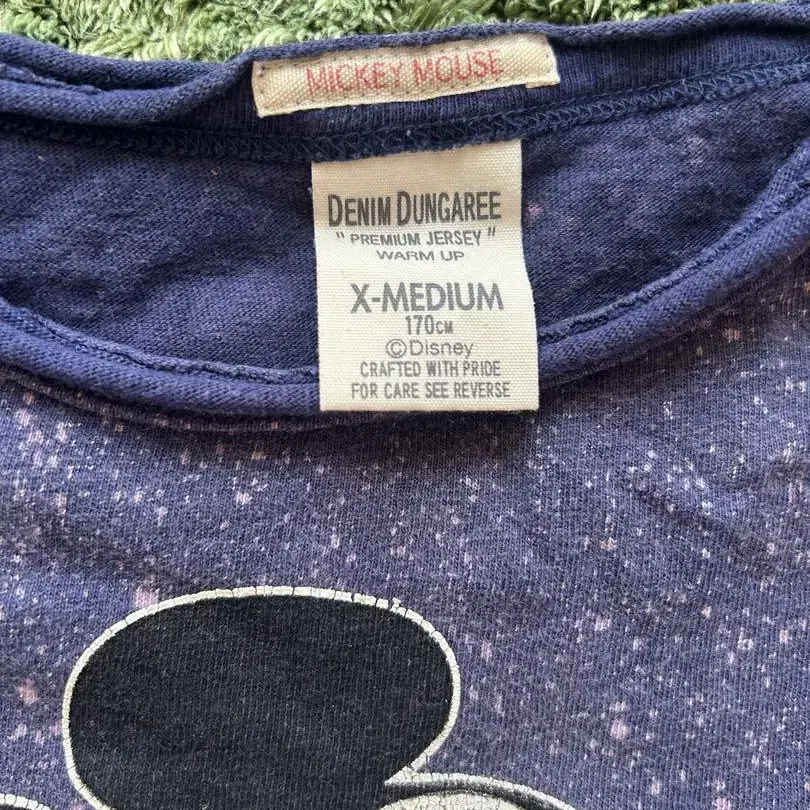 MICKEY MOUSE
DENIM DUNGAREE
" PREMIUM JERSEY "
WARM UP
X-MEDIUM
170CM
©Disney
CRAFTED WITH PRIDE
FOR CARE SEE REVERSE